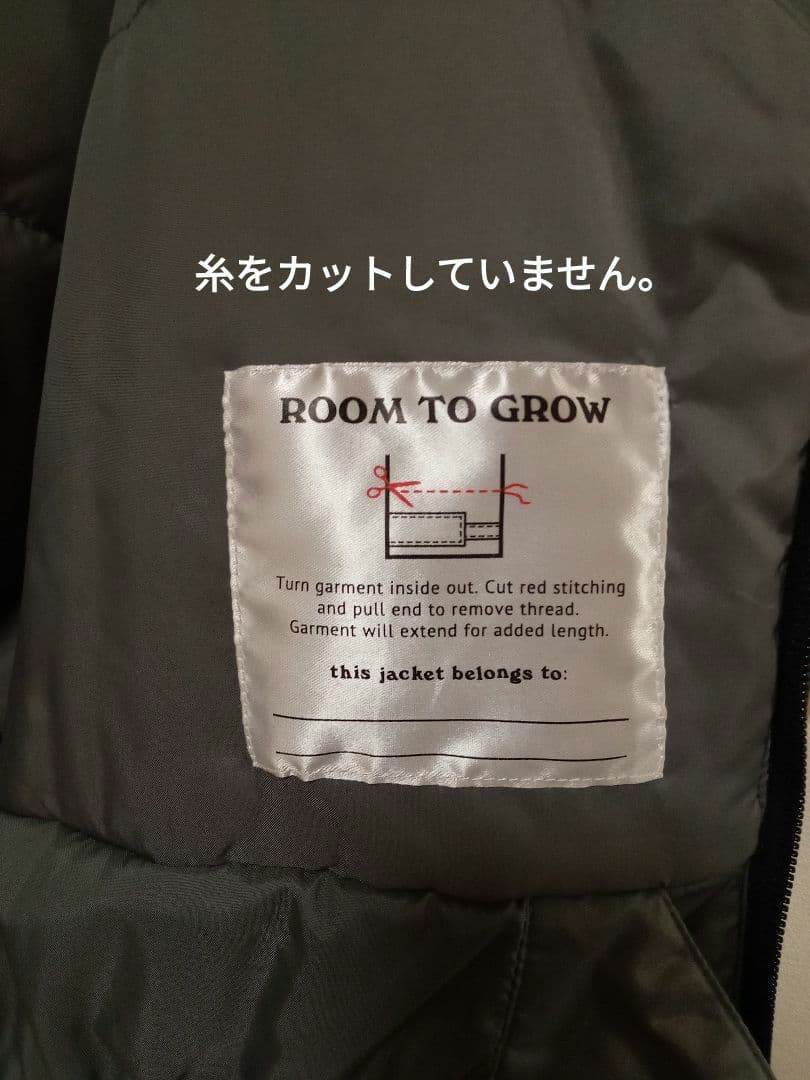 糸をカットしていません。
ROOM TO GROW
Turn garment inside out. Cut red stitching
and pull end to remove thread.
Garment will extend for added length.
this jacket belongs to: